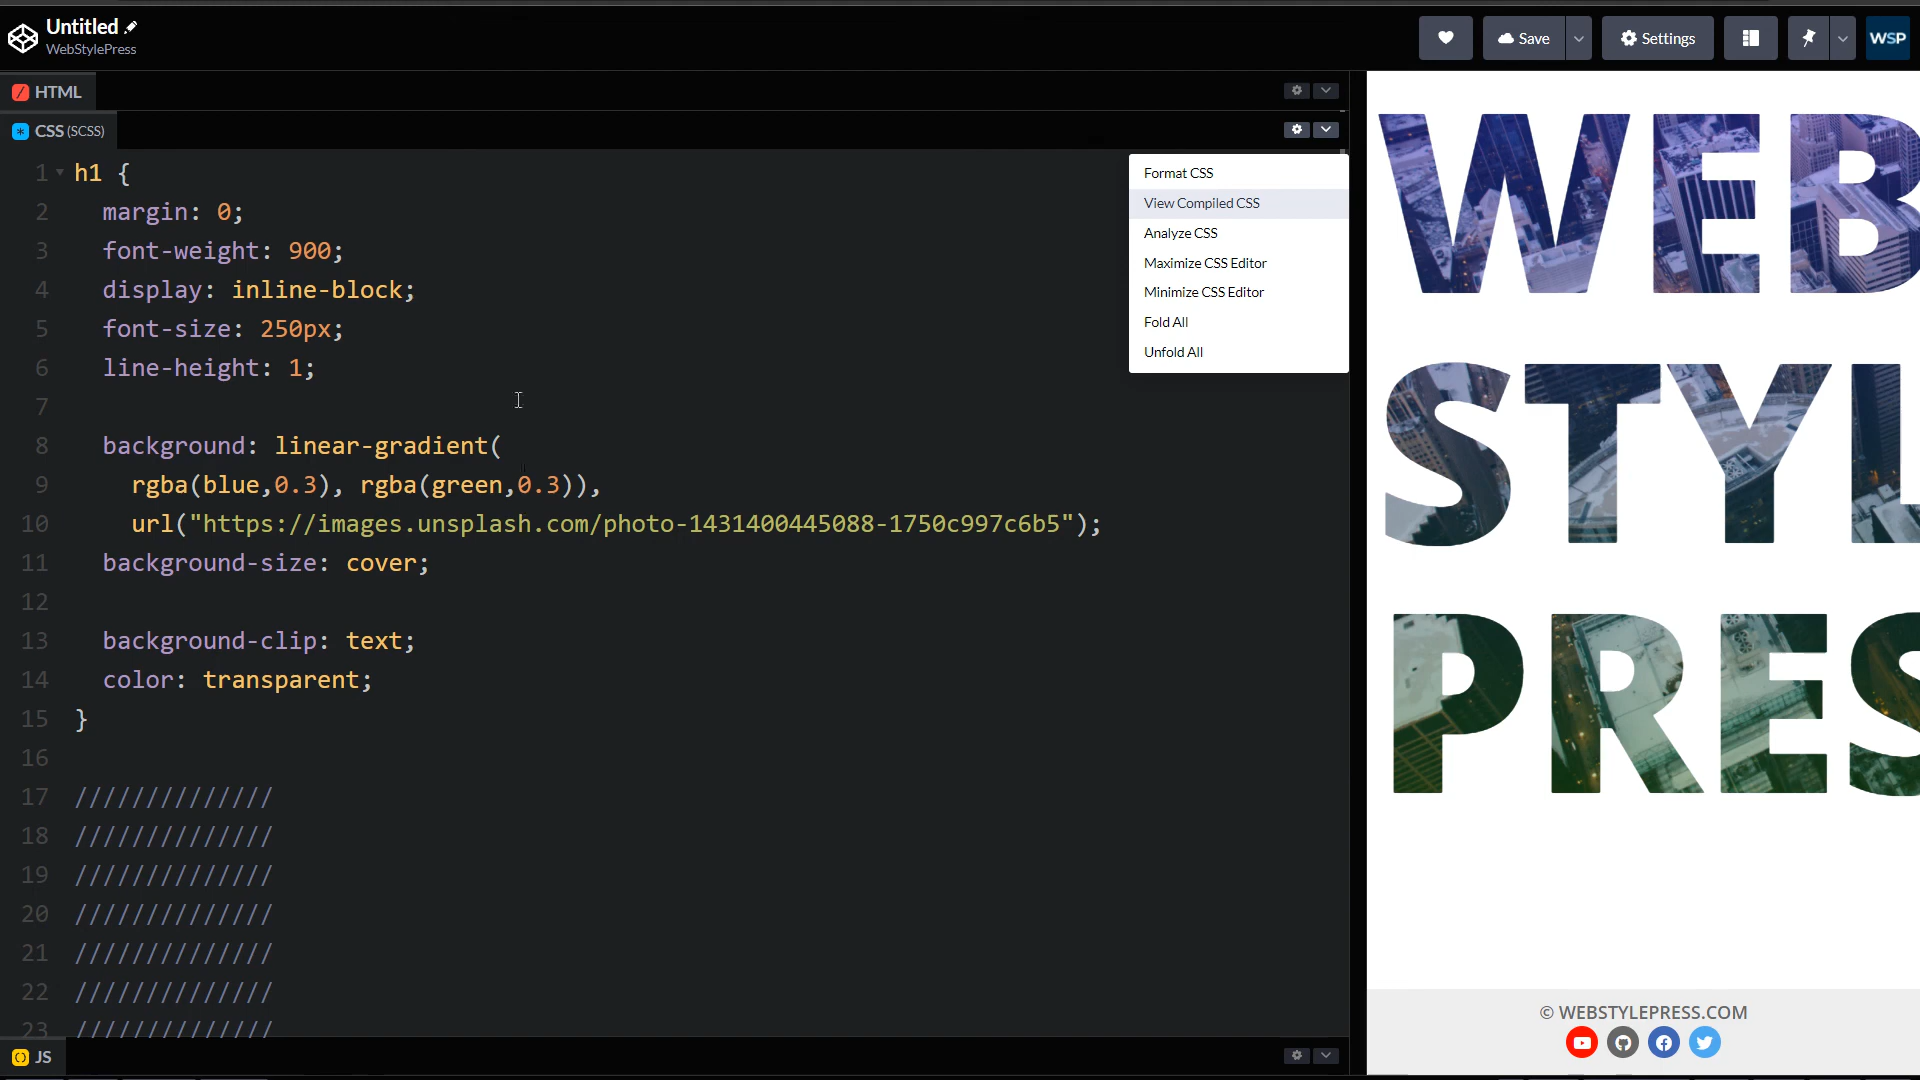 Untitled
WebStylePress
Save
Settings
WSP
HTML
CSS (SCSS)
1 h1 {
2 margin: 0;
3 font-weight: 900;
4 display: inline-block;
5 font-size: 250px;
6 line-height: 1;
7
8 background: linear-gradient(
9 rgba(blue,0.3), rgba(green,0.3)),
10 url("https://images.unsplash.com/photo-1431400445088-1750c997c6b5");
11 background-size: cover;
12
13 background-clip: text;
14 color: transparent;
15 }
16
17 //////////////
18 //////////////
19 //////////////
20 //////////////
21 //////////////
22 //////////////
23 //////////////
Format CSS
View Compiled CSS
Analyze CSS
Maximize CSS Editor
Minimize CSS Editor
Fold All
Unfold All
JS
WEB
STYL
PRES
© WEBSTYLEPRESS.COM